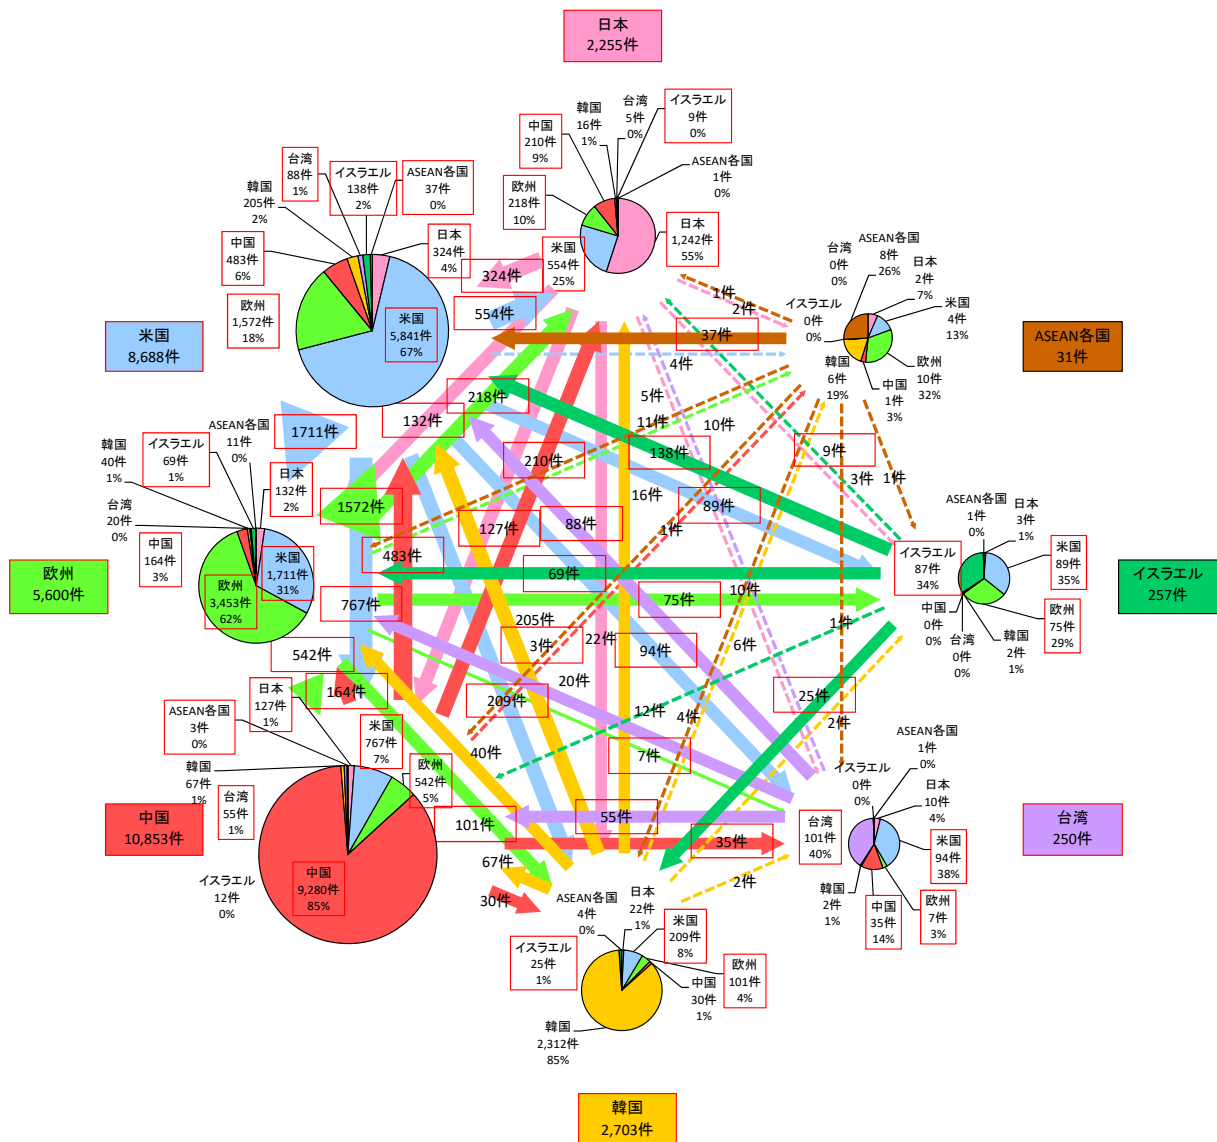 日本
2,255件
台湾
5件
0%
イスラエル
9件
0%
韓国
16件
1%
中国
210件
9%
ASEAN各国
1件
0%
欧州
218件
10%
日本
1,242件
55%
米国
554件
25%
台湾
88件
1%
イスラエル
138件
2%
ASEAN各国
37件
0%
韓国
205件
2%
中国
483件
6%
日本
324件
4%
欧州
1,572件
18%
米国
5,841件
67%
米国
8,688件
台湾
0件
0%
ASEAN各国
8件
26%
日本
2件
7%
イスラエル
0件
0%
米国
4件
13%
韓国
6件
19%
中国
1件
3%
欧州
10件
32%
ASEAN各国
31件
324件
554件
1件
2件
37件
4件
5件
218件
132件
11件
10件
1711件
210件
138件
9件
3件
1件
1572件
16件
89件
127件
88件
1件
483件
69件
10件
767件
75件
205件
3件
22件
94件
1件
6件
542件
164件
209件
20件
25件
12件
4件
2件
40件
7件
101件
55件
35件
67件
30件
2件
韓国
40件
1%
イスラエル
69件
1%
ASEAN各国
11件
0%
日本
132件
2%
台湾
20件
0%
中国
164件
3%
米国
1,711件
31%
欧州
3,453件
62%
欧州
5,600件
ASEAN各国
1件
0%
日本
3件
1%
イスラエル
87件
34%
米国
89件
35%
中国
0件
0%
台湾
0件
0%
韓国
2件
1%
欧州
75件
29%
イスラエル
257件
日本
127件
1%
ASEAN各国
3件
0%
米国
767件
7%
欧州
542件
5%
韓国
67件
1%
台湾
55件
1%
中国
9,280件
85%
イスラエル
12件
0%
中国
10,853件
ASEAN各国
1件
0%
イスラエル
0件
0%
日本
10件
4%
台湾
101件
40%
米国
94件
38%
韓国
2件
1%
中国
35件
14%
欧州
7件
3%
台湾
250件
ASEAN各国
4件
0%
日本
22件
1%
米国
209件
8%
イスラエル
25件
1%
欧州
101件
4%
中国
30件
1%
韓国
2,312件
85%
韓国
2,703件